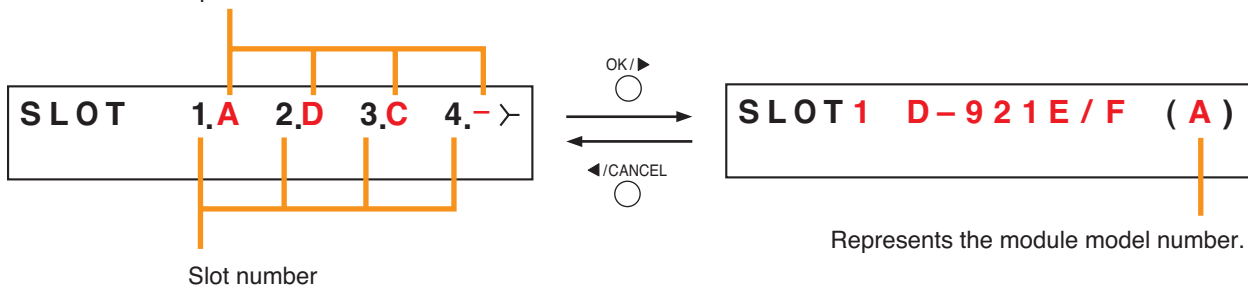 SLOT 1.A 2.D 3.C 4.–
OK/▶
SLOT1 D–921E/F (A)
◀/CANCEL
Represents the module model number.
Slot number